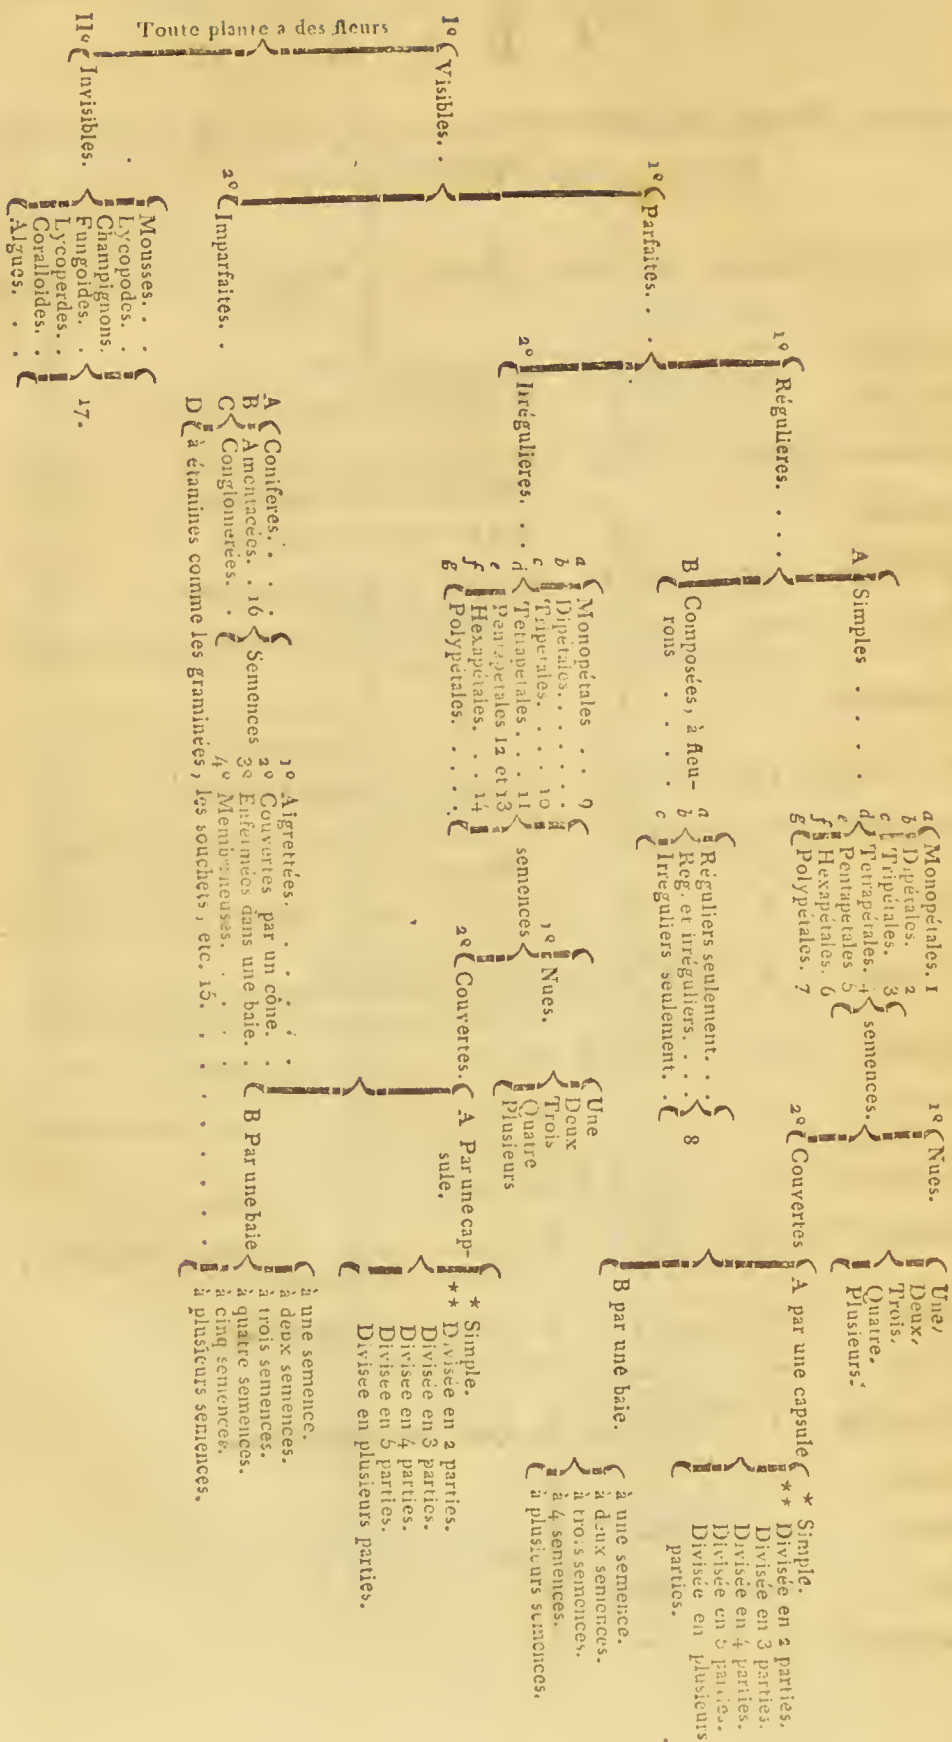 Toute plante a des fleurs
I° Visibles. .
1° Parfaites. . .
1° Régulieres. . . .
A Simples . . . .
a Monopétales. 1
b Dipétales. 2
c Tripétales. 3
d Tetrapétales. 4
e Pentapétales 5
f Hexapétales. 6
g Polypétales. 7
semences.
1° Nues.
Une,
Deux,
Trois,
Quatre,
Plusieurs.
2° Couvertes
A par une capsule
* Simple.
** Divisée en 2 parties.
Divisée en 3 parties.
Divisée en 4 parties.
Divisée en 5 parties.
Divisée en plusieurs
parties.
B par une baie.
à une semence.
à deux semences.
à trois semences.
à 4 semences.
à plusieurs semences.
B Composées, à fleu-
rons . . . .
a Réguliers seulement. . .
b Reg. et irréguliers. . . .
c Irréguliers seulement.
8
2° Irrégulieres. . .
a Monopétales . . 9
b Dipétales. . . . .
c Tripetales. . . 10
d Tetrapetales . . . 11
e Pentapetales 12 et 13
f Hexapétales. . . 14
g Polypétales. . . .
semences
1° Nues.
Une
Deux
Trois
Quatre
Plusieurs
2° Couvertes.
A Par une cap-
sule.
* Simple.
** Divisée en 2 parties.
Divisée en 3 parties.
Divisée en 4 parties.
Divisée en 5 parties.
Divisée en plusieurs parties.
B Par une baie
à une semence.
à deux semences.
à trois semences.
à quatre semences.
à cinq semences.
à plusieurs semences.
2° Imparfaites. .
A Coniferes. . . .
B Amentacées. . 16
C Conglomerées. .
Semences
1° Aigrettées. . . . .
2° Couvertes par un cône. .
3° Enfermées dans une baie. .
4° Membraneuses. . . .
D à étamines comme les graminées, les souchets, etc. 15. . . . . .
II° Invisibles.
Mousses. . .
Lycopodes. .
Champignons.
Fungoides. .
Lycoperdes. .
Coralloides. .
Algues. . .
17.